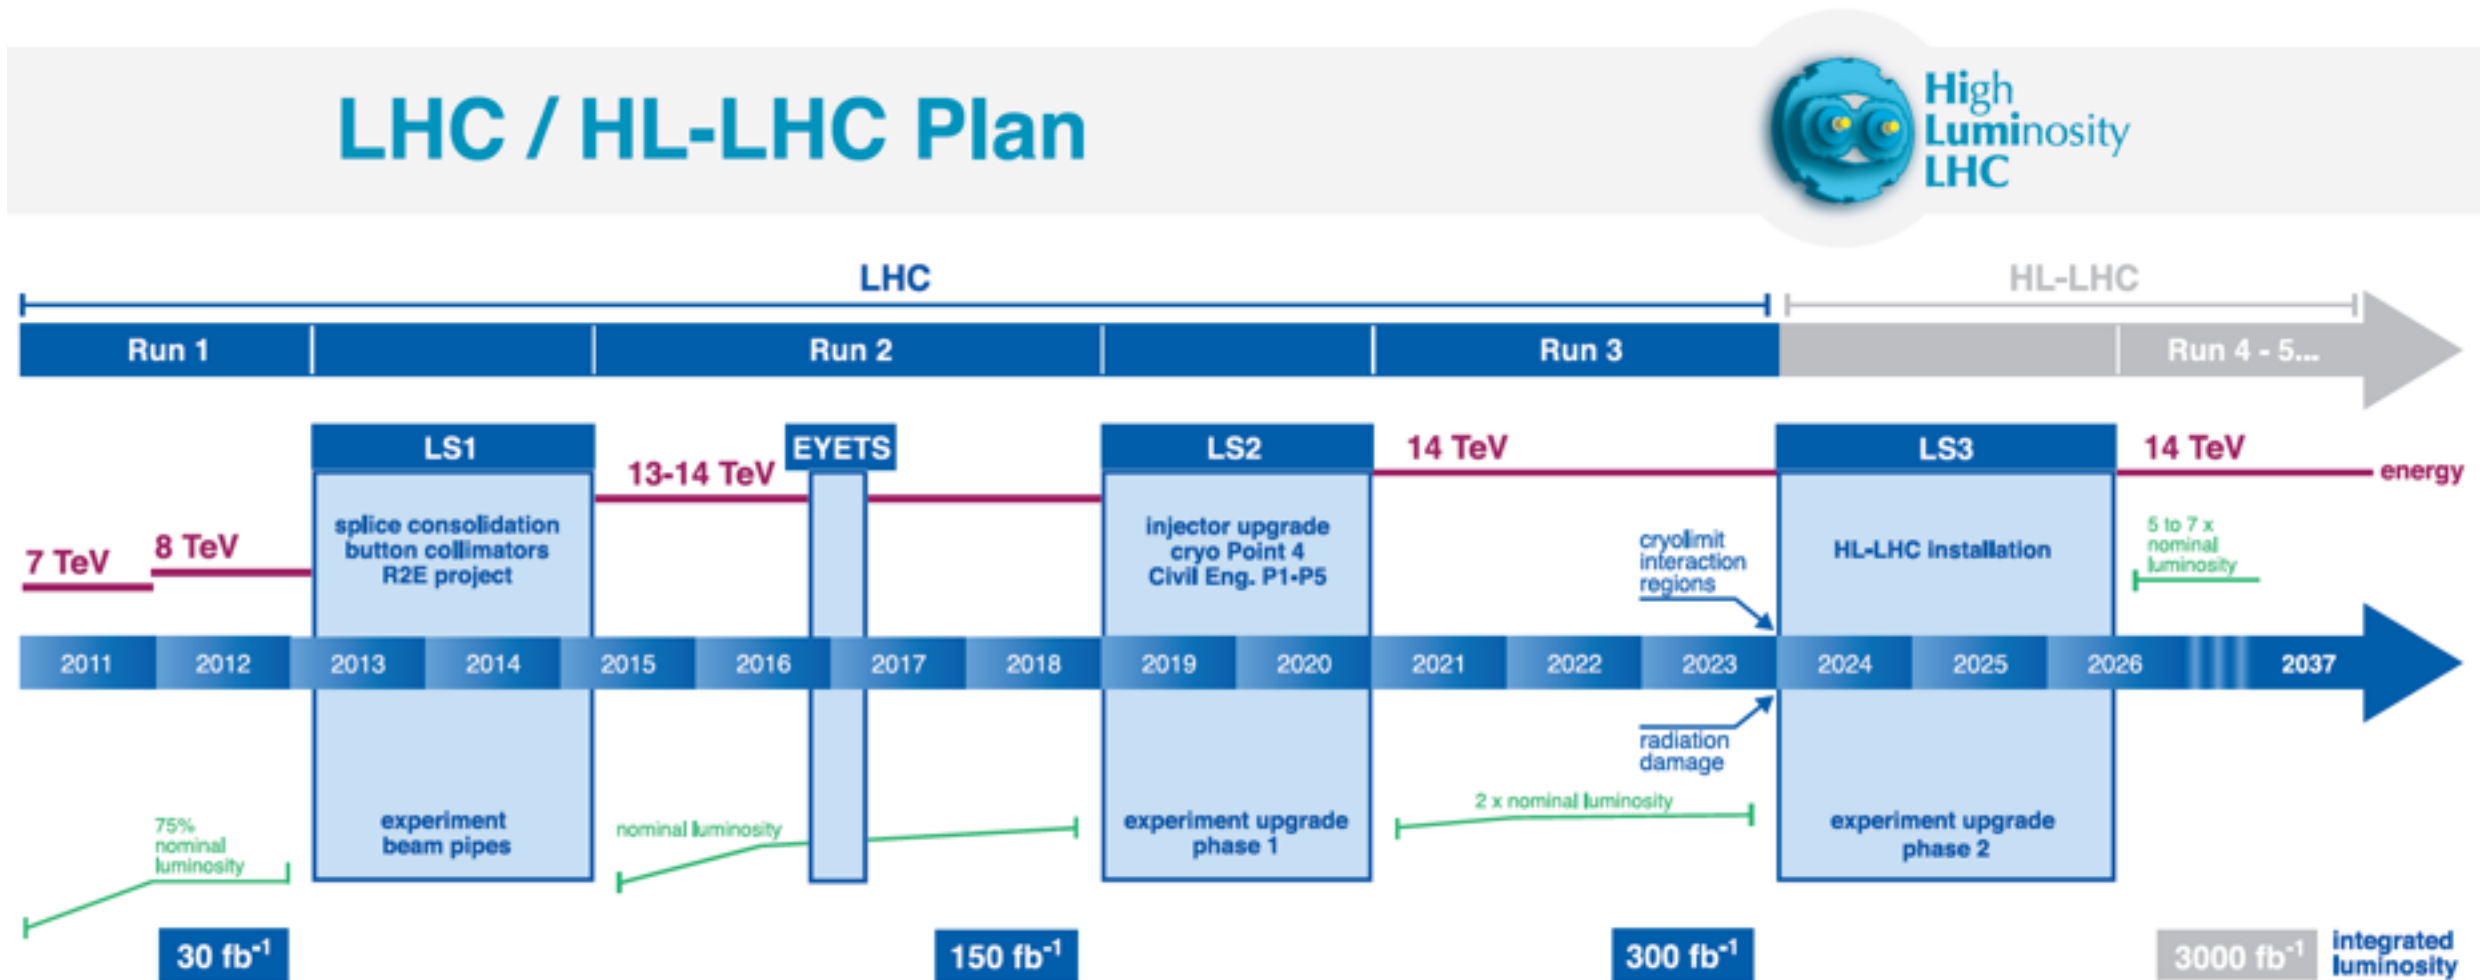 LHC / HL-LHC Plan
High
Luminosity
LHC
LHC
HL-LHC
Run 1
Run 2
Run 3
Run 4 - 5...
LS1
EYETS
LS2
14 TeV
LS3
14 TeV
energy
13-14 TeV
7 TeV
8 TeV
splice consolidation
button collimators
R2E project
injector upgrade
cryo Point 4
Civil Eng. P1-P5
cryolimit
interaction
regions
HL-LHC installation
5 to 7 x
nominal
luminosity
2011
2012
2013
2014
2015
2016
2017
2018
2019
2020
2021
2022
2023
2024
2025
2026
2037
radiation
damage
75%
nominal
luminosity
experiment
beam pipes
nominal luminosity
experiment upgrade
phase 1
2 x nominal luminosity
experiment upgrade
phase 2
30 fb⁻¹
150 fb⁻¹
300 fb⁻¹
3000 fb⁻¹
integrated
luminosity